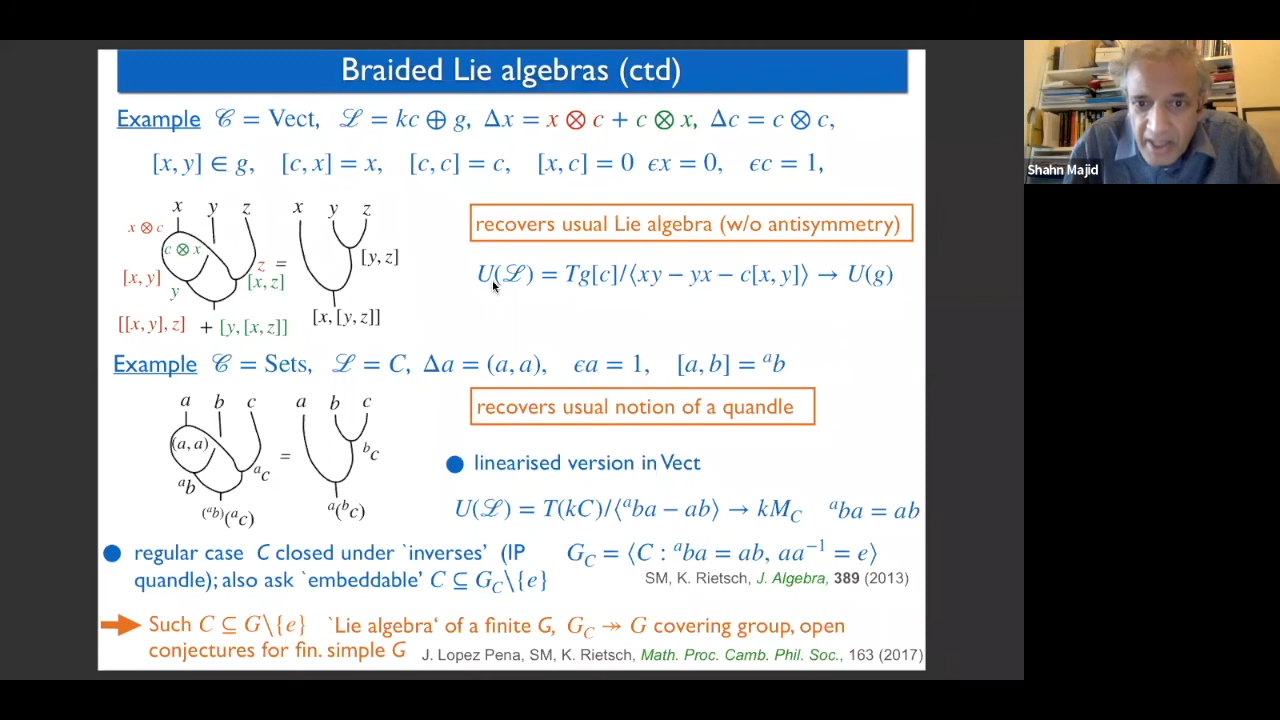 Braided Lie algebras (ctd)
Example 𝒞 = Vect, ℒ = kc ⊕ g, Δx = x ⊗ c + c ⊗ x, Δc = c ⊗ c,
[x, y] ∈ g, [c, x] = x, [c, c] = c, [x, c] = 0 ϵx = 0, ϵc = 1,
x y z x y z
x ⊗ c
c ⊗ x
z = [y, z]
[x, y] y [x, z]
[[x, y], z] + [y, [x, z]] [x, [y, z]]
recovers usual Lie algebra (w/o antisymmetry)
U(ℒ) = Tg[c]/⟨xy − yx − c[x, y]⟩ → U(g)
Example 𝒞 = Sets, ℒ = C, Δa = (a, a), ϵa = 1, [a, b] = ᵃb
a b c a b c
(a, a)
= ᵇc
ᵃb ᵃc
(ᵃb)(ᵃc) ᵃ(ᵇc)
recovers usual notion of a quandle
linearised version in Vect
U(ℒ) = T(kC)/⟨ᵃba − ab⟩ → kM_C ᵃba = ab
regular case C closed under `inverses' (IP
quandle); also ask `embeddable' C ⊆ G_C\{e}
G_C = ⟨C : ᵃba = ab, aa⁻¹ = e⟩
SM, K. Rietsch, J. Algebra, 389 (2013)
Such C ⊆ G\{e} `Lie algebra` of a finite G, G_C ↠ G covering group, open
conjectures for fin. simple G J. Lopez Pena, SM, K. Rietsch, Math. Proc. Camb. Phil. Soc., 163 (2017)
Shahn Majid